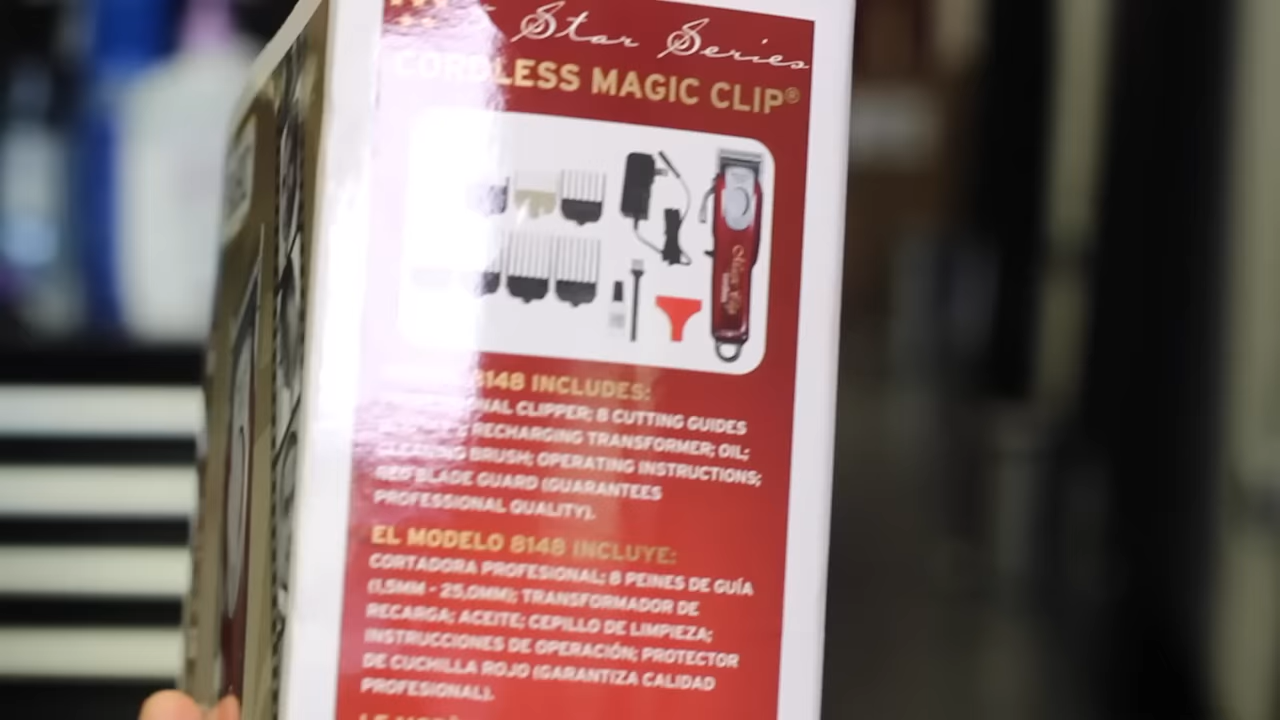 Star Series
CORDLESS MAGIC CLIP®
Magic Clip
8148 INCLUDES:
CLIPPER; 8 CUTTING GUIDES
RECHARGING TRANSFORMER; OIL;
CLEANING BRUSH; OPERATING INSTRUCTIONS;
RED BLADE GUARD (GUARANTEES
PROFESSIONAL QUALITY).
EL MODELO 8148 INCLUYE:
CORTADORA PROFESIONAL; 8 PEINES DE GUÍA
(1,5MM - 25,0MM); TRANSFORMADOR DE
RECARGA; ACEITE; CEPILLO DE LIMPIEZA;
INSTRUCCIONES DE OPERACIÓN; PROTECTOR
DE CUCHILLA ROJO (GARANTIZA CALIDAD
PROFESIONAL).